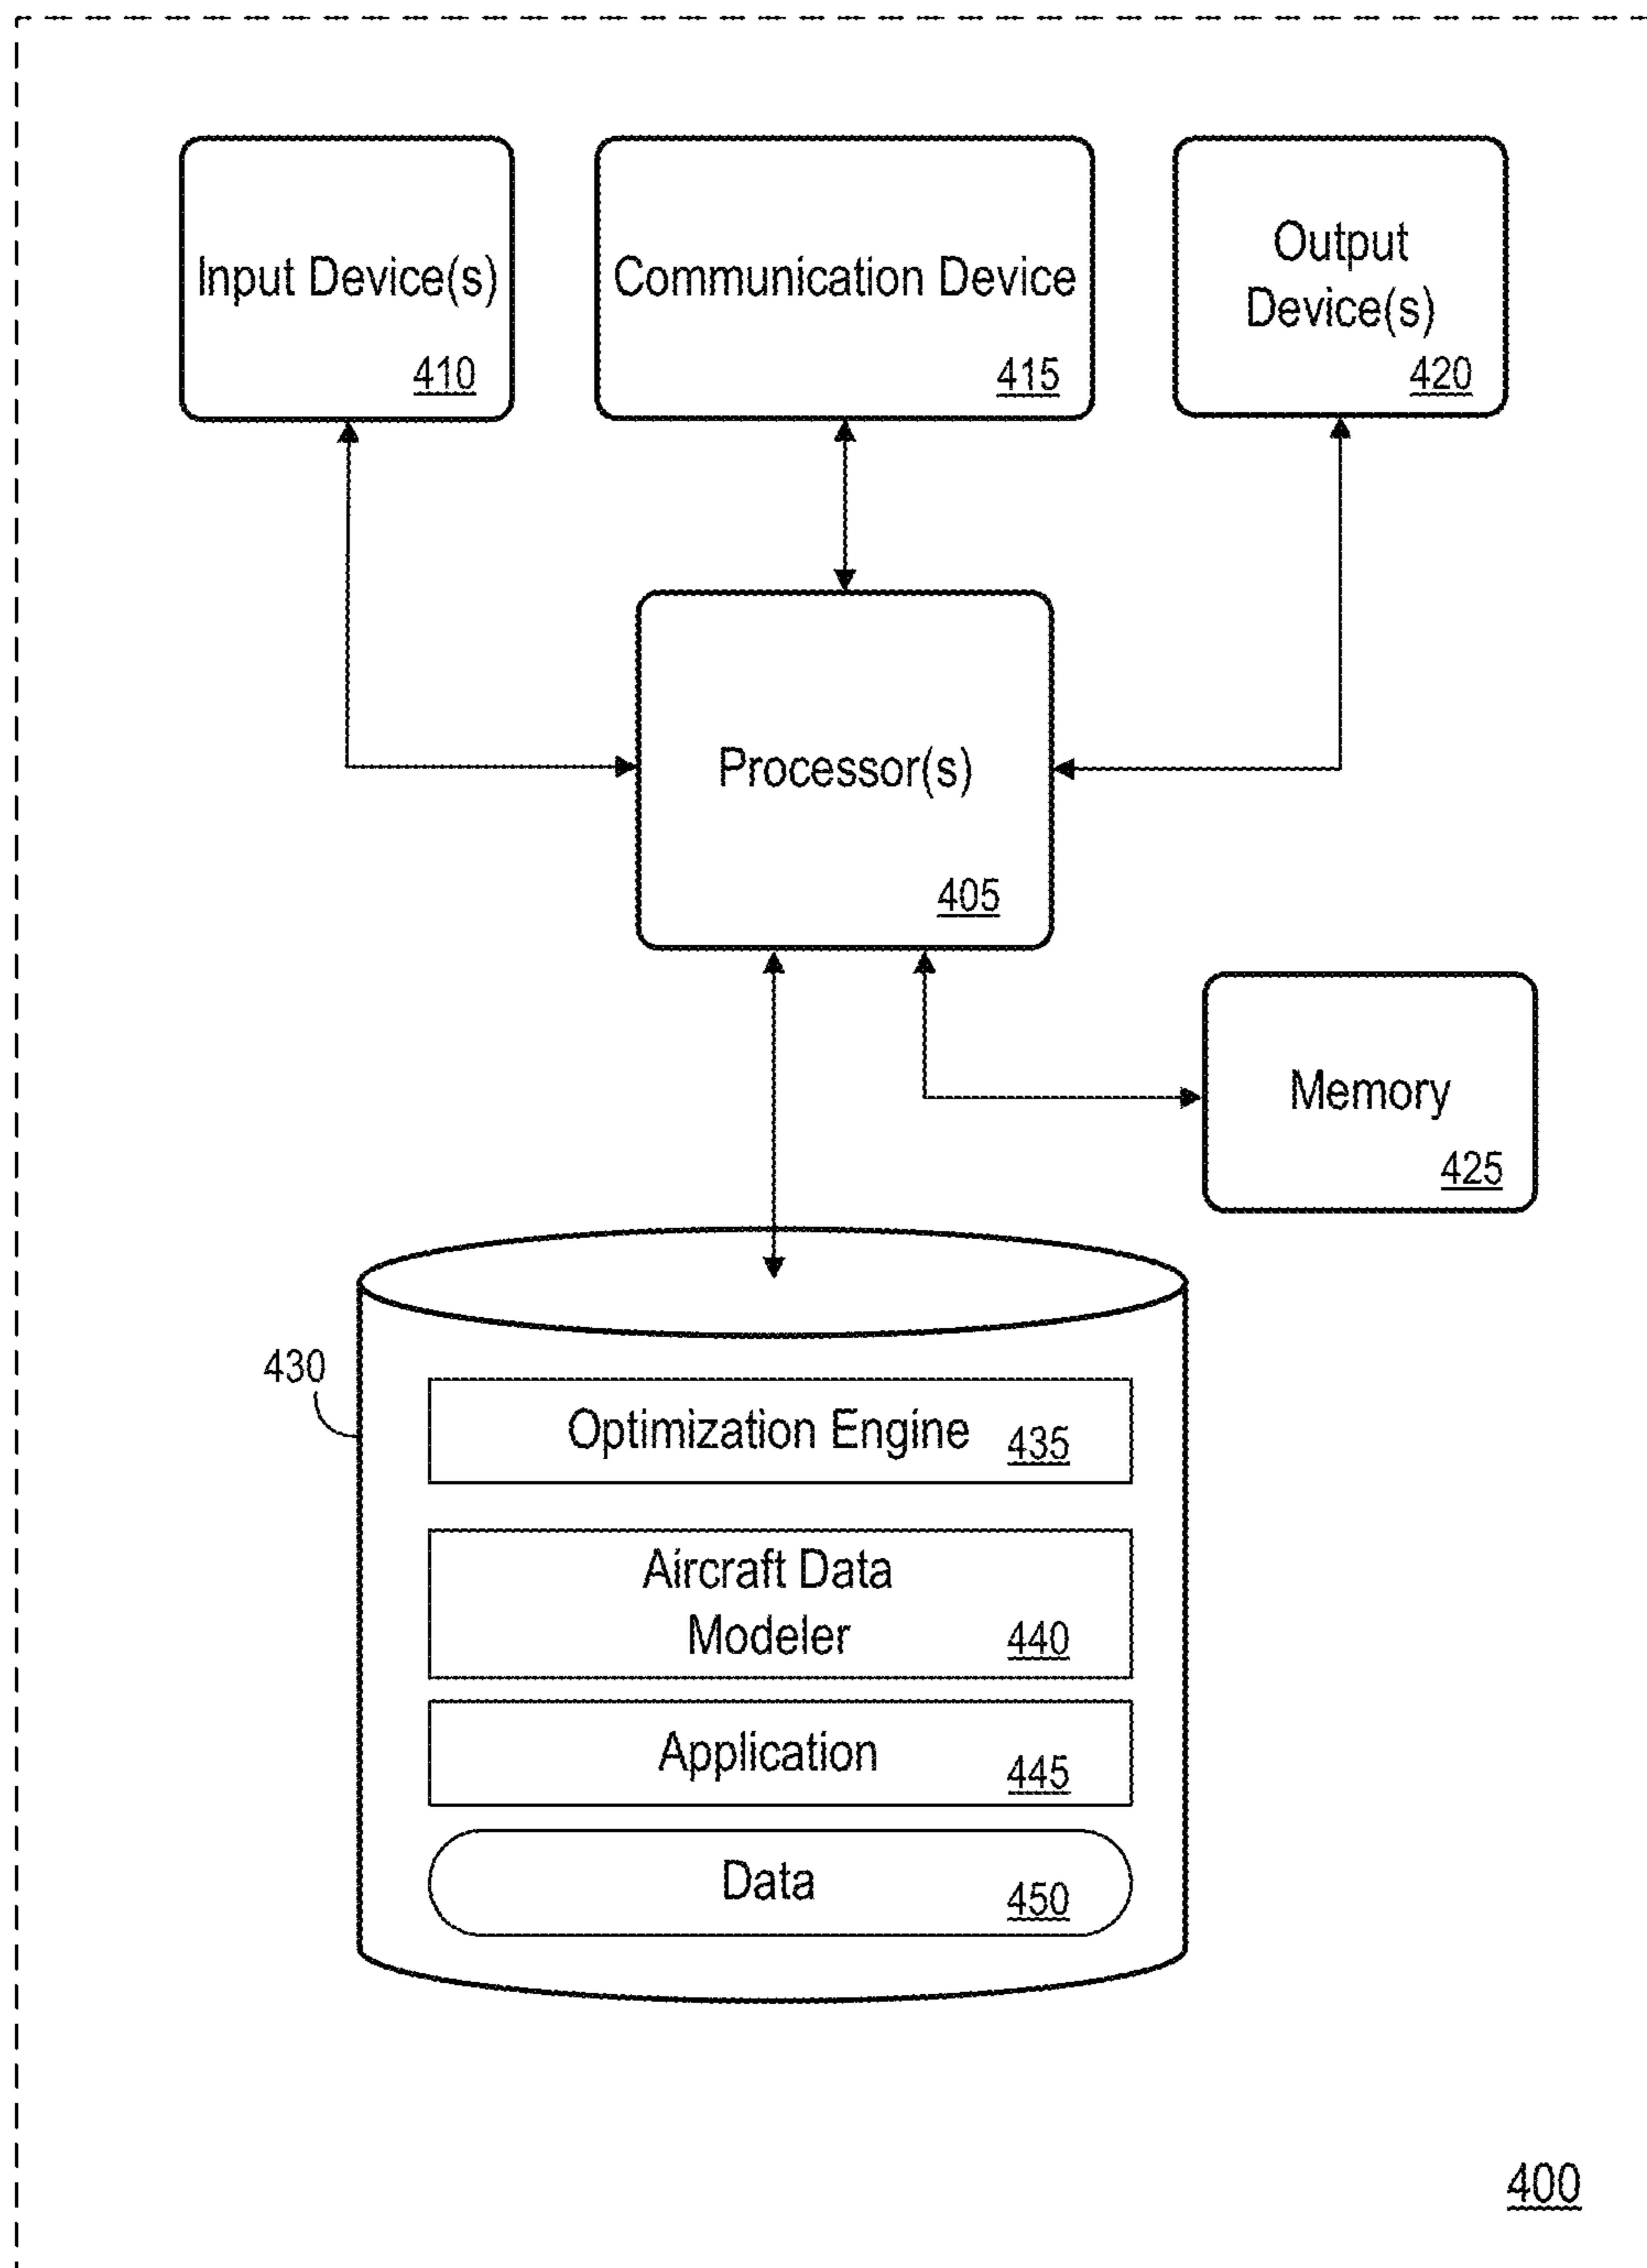 Input Device(s)
410
Communication Device
415
Output
Device(s)
420
Processor(s)
405
Memory
425
430
Optimization Engine 435
Aircraft Data
Modeler 440
Application 445
Data 450
400